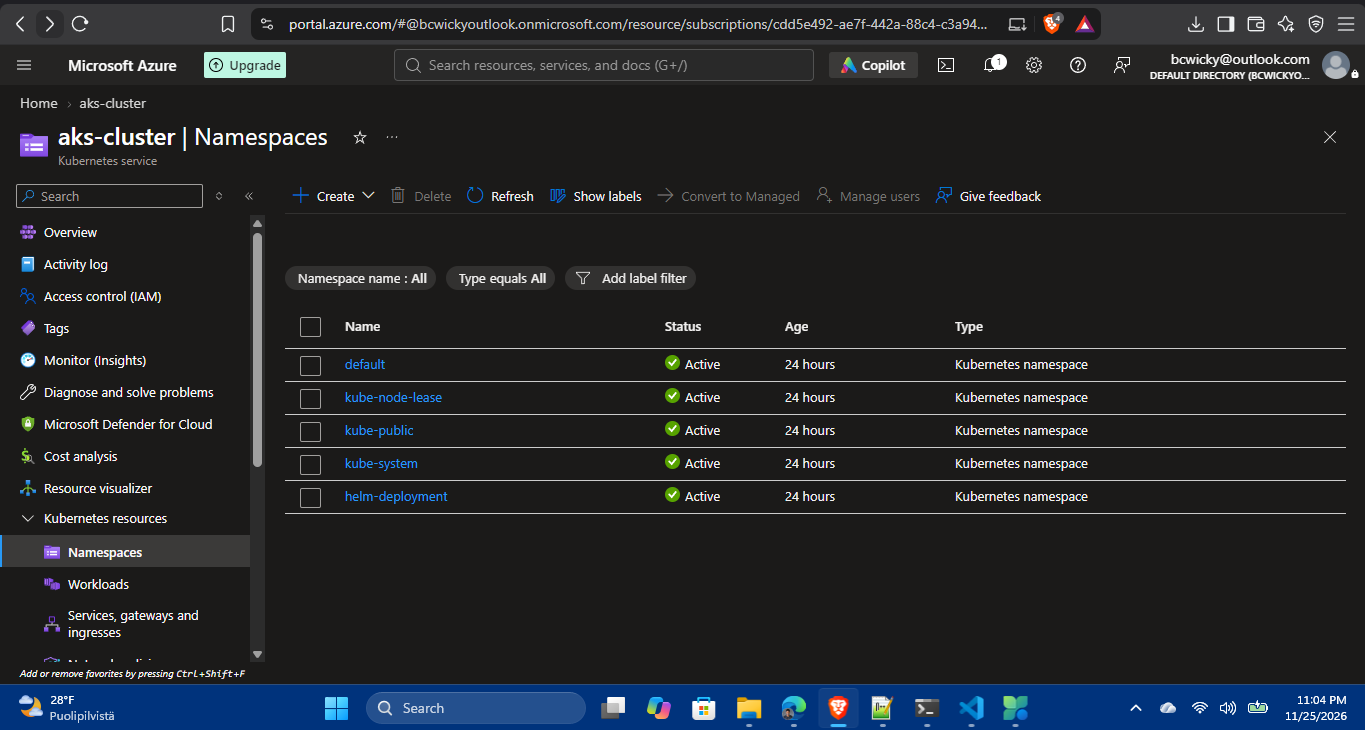 portal.azure.com/#@bcwickyoutlook.onmicrosoft.com/resource/subscriptions/cdd5e492-ae7f-442a-88c4-c3a94...
4
Microsoft Azure
Upgrade
Search resources, services, and docs (G+/)
Copilot
1
bcwicky@outlook.com
DEFAULT DIRECTORY (BCWICKYO...
Home > aks-cluster
aks-cluster | Namespaces
...
Kubernetes service
Search
Create
Delete
Refresh
Show labels
Convert to Managed
Manage users
Give feedback
Overview
Activity log
Access control (IAM)
Tags
Monitor (Insights)
Diagnose and solve problems
Microsoft Defender for Cloud
Cost analysis
Resource visualizer
Kubernetes resources
Namespaces
Workloads
Services, gateways and
ingresses
Add or remove favorites by pressing Ctrl+Shift+F
Namespace name : All
Type equals All
Add label filter
Name Status Age Type
default Active 24 hours Kubernetes namespace
kube-node-lease Active 24 hours Kubernetes namespace
kube-public Active 24 hours Kubernetes namespace
kube-system Active 24 hours Kubernetes namespace
helm-deployment Active 24 hours Kubernetes namespace
28°F
Puolipilvistä
Search
11:04 PM
11/25/2026